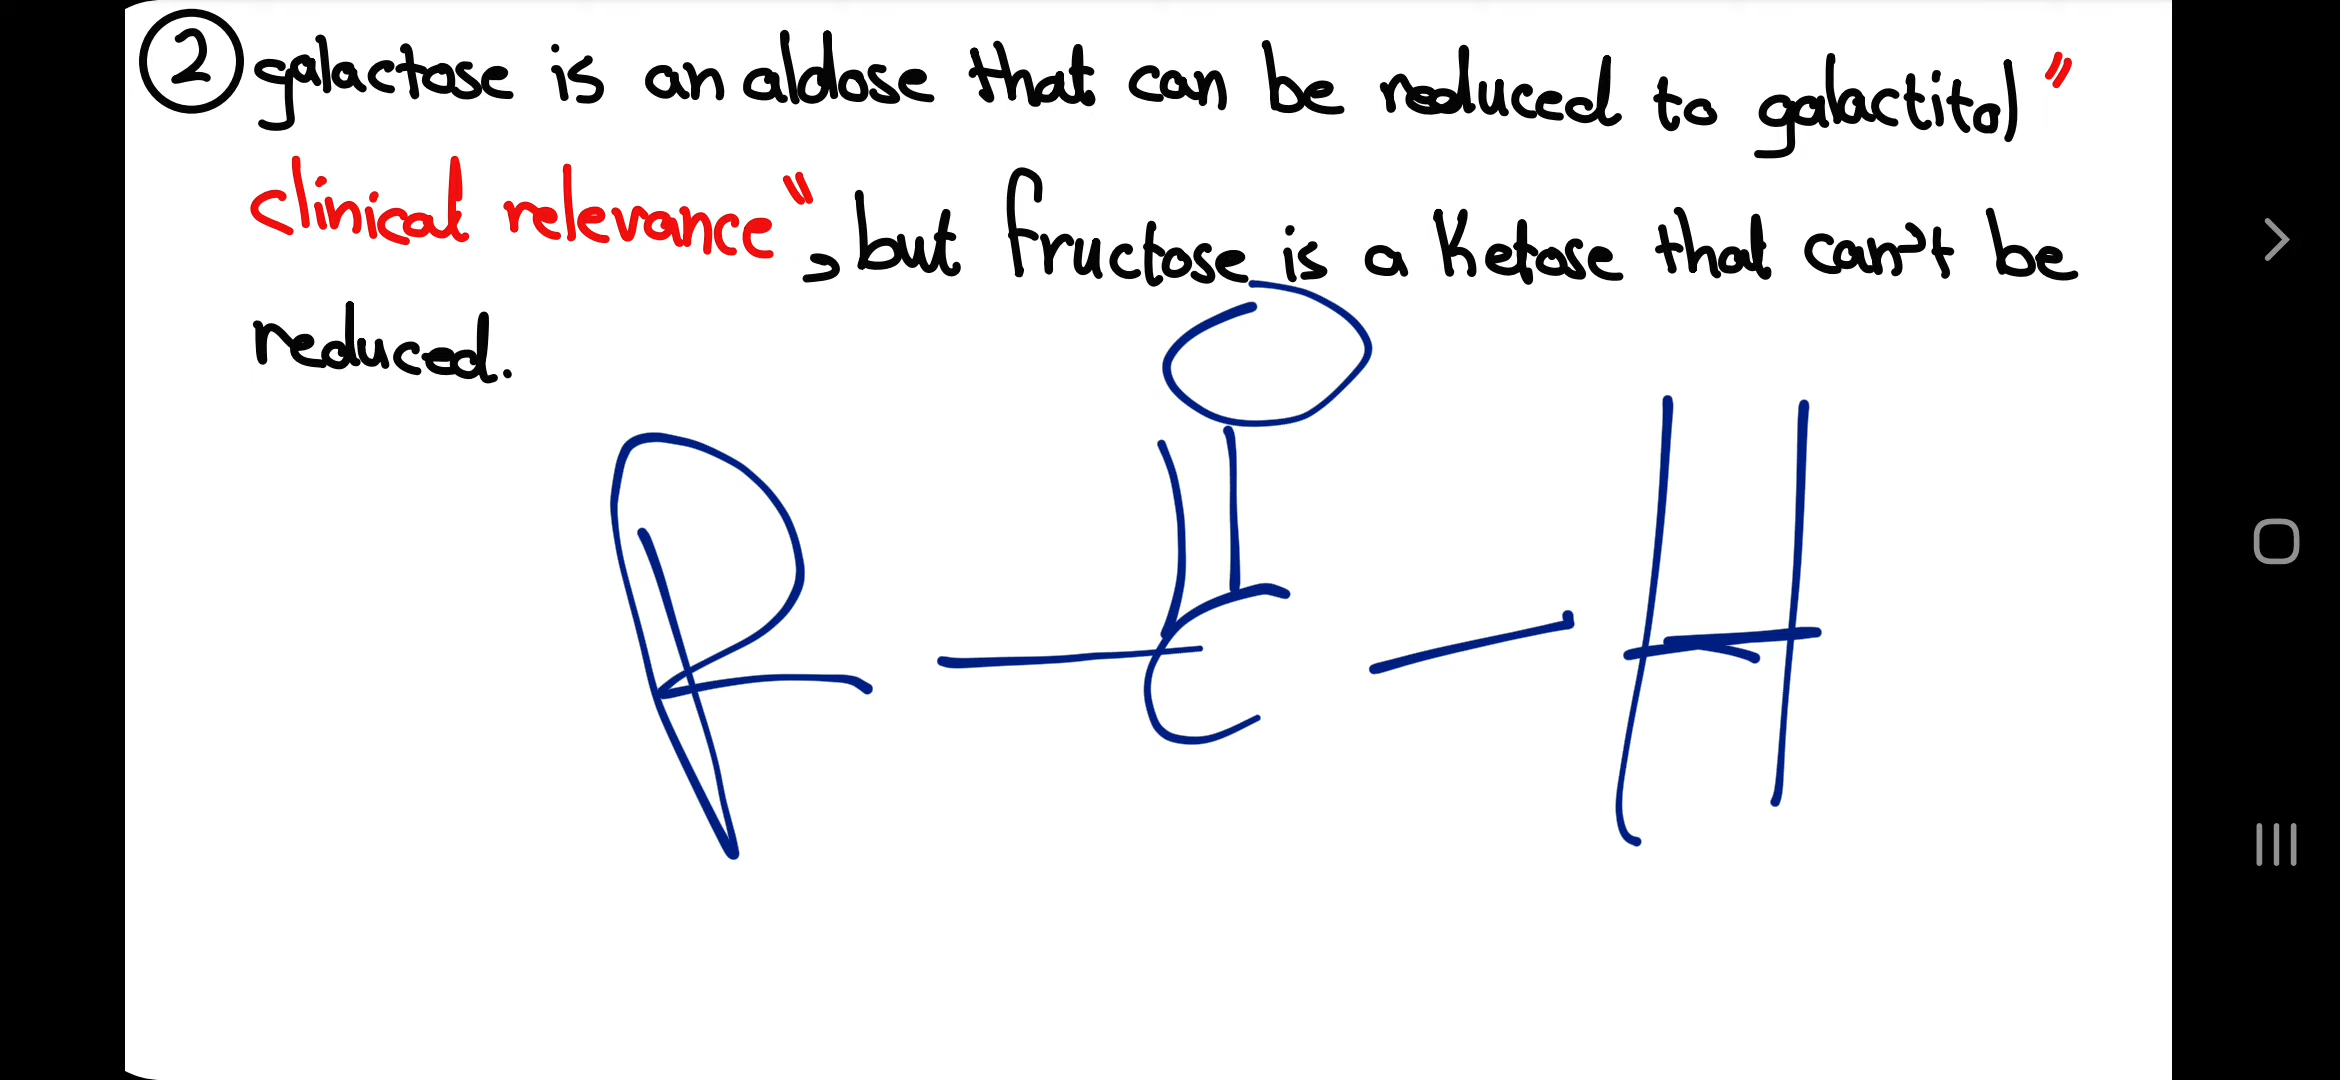 2 galactose is an aldose that can be reduced to galactitol "
clinical relevance", but fructose is a Ketose that can't be
reduced.
O
R - C - H